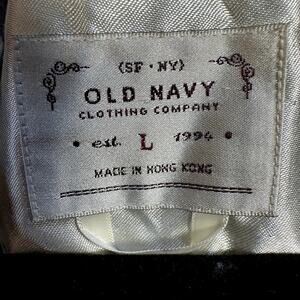 (SF · NY)
OLD NAVY
CLOTHING COMPANY
• est. L 1994 •
MADE IN HONG KONG